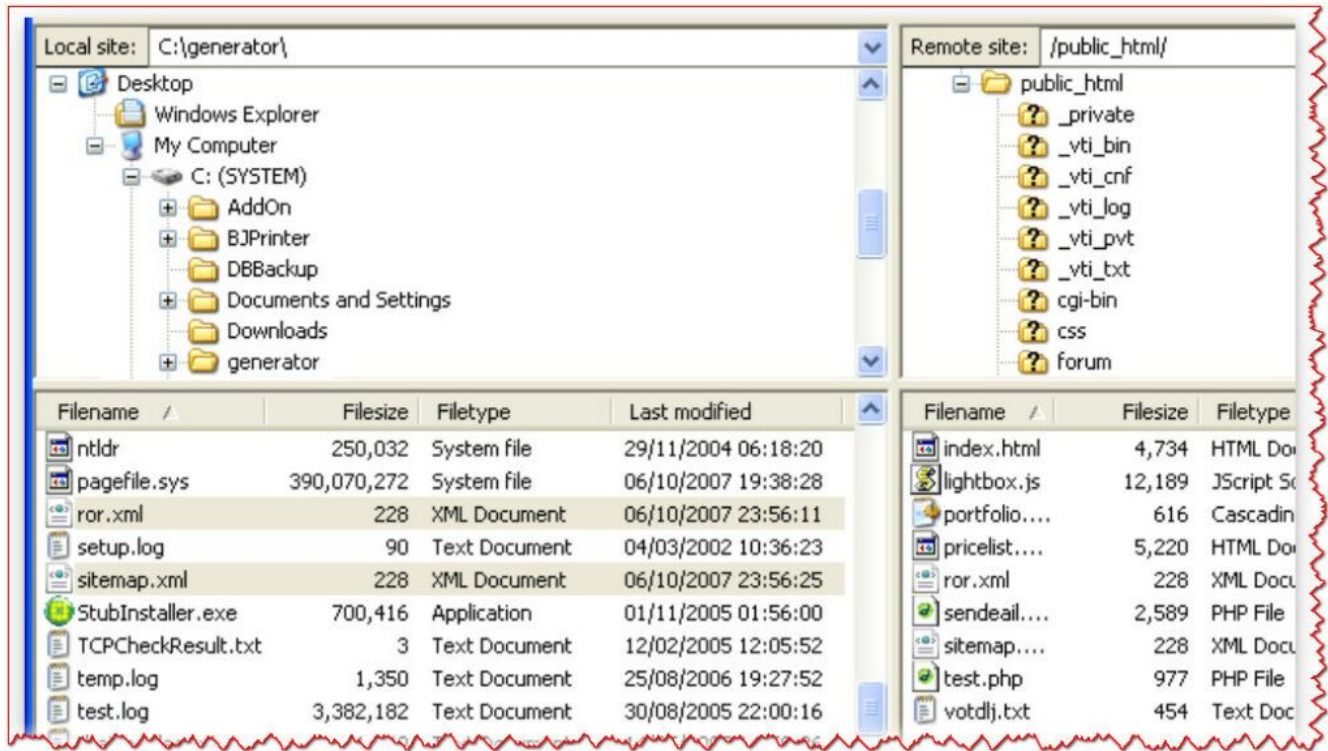 Local site: C:\generator\
Desktop
Windows Explorer
My Computer
C: (SYSTEM)
AddOn
BJPrinter
DBBackup
Documents and Settings
Downloads
generator
Remote site: /public_html/
public_html
_private
_vti_bin
_vti_cnf
_vti_log
_vti_pvt
_vti_txt
cgi-bin
css
forum
Filename Filesize Filetype Last modified
ntldr 250,032 System file 29/11/2004 06:18:20
pagefile.sys 390,070,272 System file 06/10/2007 19:38:28
ror.xml 228 XML Document 06/10/2007 23:56:11
setup.log 90 Text Document 04/03/2002 10:36:23
sitemap.xml 228 XML Document 06/10/2007 23:56:25
StubInstaller.exe 700,416 Application 01/11/2005 01:56:00
TCPCheckResult.txt 3 Text Document 12/02/2005 12:05:52
temp.log 1,350 Text Document 25/08/2006 19:27:52
test.log 3,382,182 Text Document 30/08/2005 22:00:16
Filename Filesize Filetype
index.html 4,734 HTML Do
lightbox.js 12,189 JScript Sc
portfolio.... 616 Cascadin
pricelist.... 5,220 HTML Do
ror.xml 228 XML Docu
sendeail.... 2,589 PHP File
sitemap.... 228 XML Docu
test.php 977 PHP File
votdlj.txt 454 Text Doc